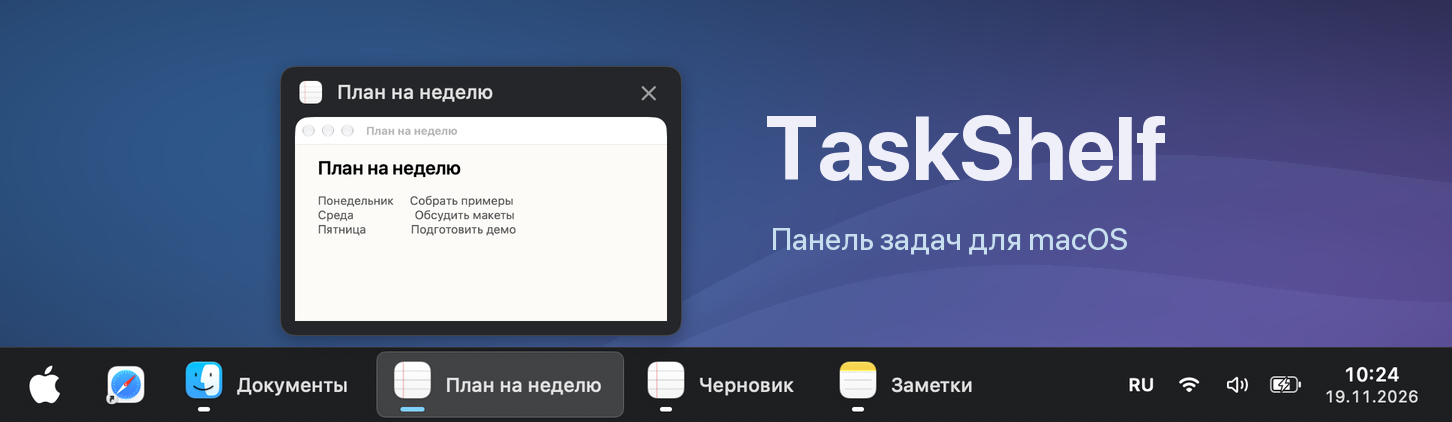 План на неделю
План на неделю
План на неделю
Понедельник Собрать примеры
Среда Обсудить макеты
Пятница Подготовить демо
TaskShelf
Панель задач для macOS
Документы
План на неделю
Черновик
Заметки
RU
10:24
19.11.2026